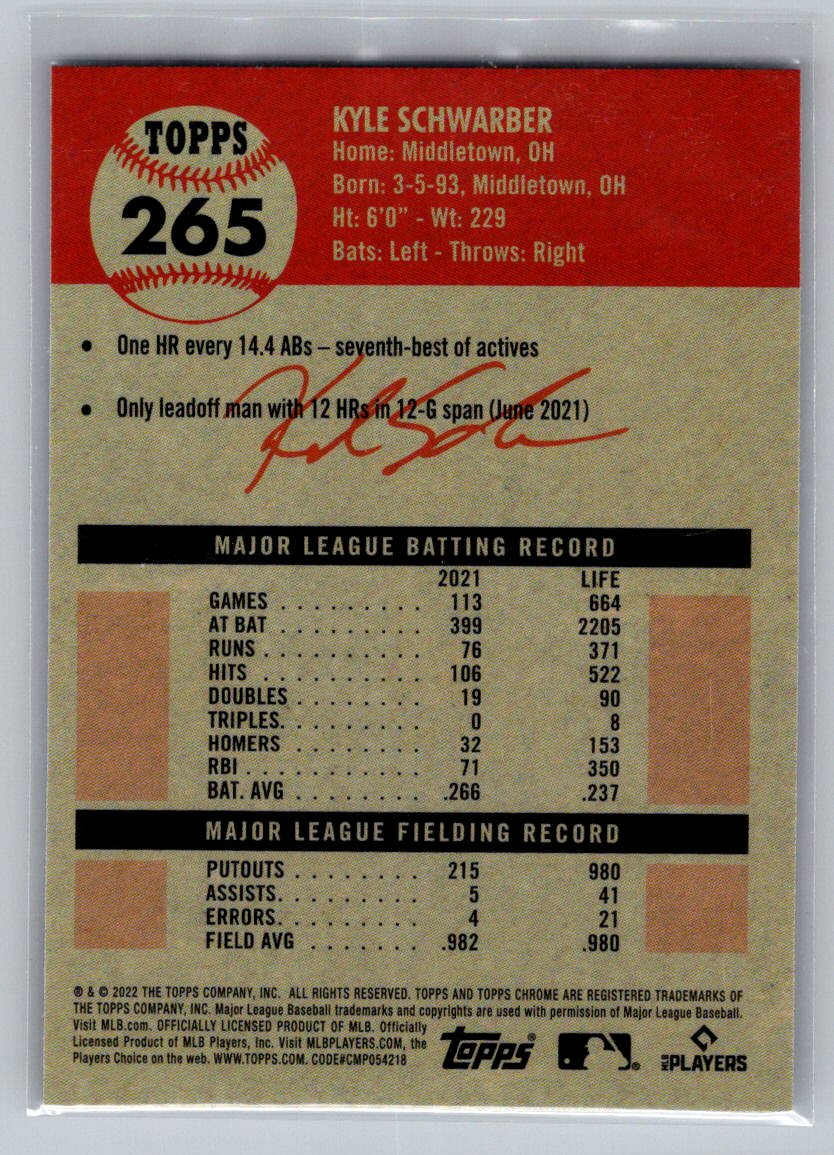 TOPPS
265
KYLE SCHWARBER
Home: Middletown, OH
Born: 3-5-93, Middletown, OH
Ht: 6'0" - Wt: 229
Bats: Left - Throws: Right
• One HR every 14.4 ABs – seventh-best of actives
• Only leadoff man with 12 HRs in 12-G span (June 2021)
MAJOR LEAGUE BATTING RECORD
2021 LIFE
GAMES . . . . . . . . . 113 664
AT BAT . . . . . . . . . 399 2205
RUNS . . . . . . . . . . 76 371
HITS . . . . . . . . . . 106 522
DOUBLES . . . . . . . . 19 90
TRIPLES. . . . . . . . . 0 8
HOMERS . . . . . . . . 32 153
RBI . . . . . . . . . . . 71 350
BAT. AVG . . . . . . . . .266 .237
MAJOR LEAGUE FIELDING RECORD
PUTOUTS . . . . . . . . 215 980
ASSISTS. . . . . . . . . 5 41
ERRORS. . . . . . . . . 4 21
FIELD AVG . . . . . . . .982 .980
® & © 2022 THE TOPPS COMPANY, INC. ALL RIGHTS RESERVED. TOPPS AND TOPPS CHROME ARE REGISTERED TRADEMARKS OF
THE TOPPS COMPANY, INC. Major League Baseball trademarks and copyrights are used with permission of Major League Baseball.
Visit MLB.com. OFFICIALLY LICENSED PRODUCT OF MLB. Officially
Licensed Product of MLB Players, Inc. Visit MLBPLAYERS.COM, the
Players Choice on the web. WWW.TOPPS.COM. CODE#CMP054218
topps®
MLB PLAYERS